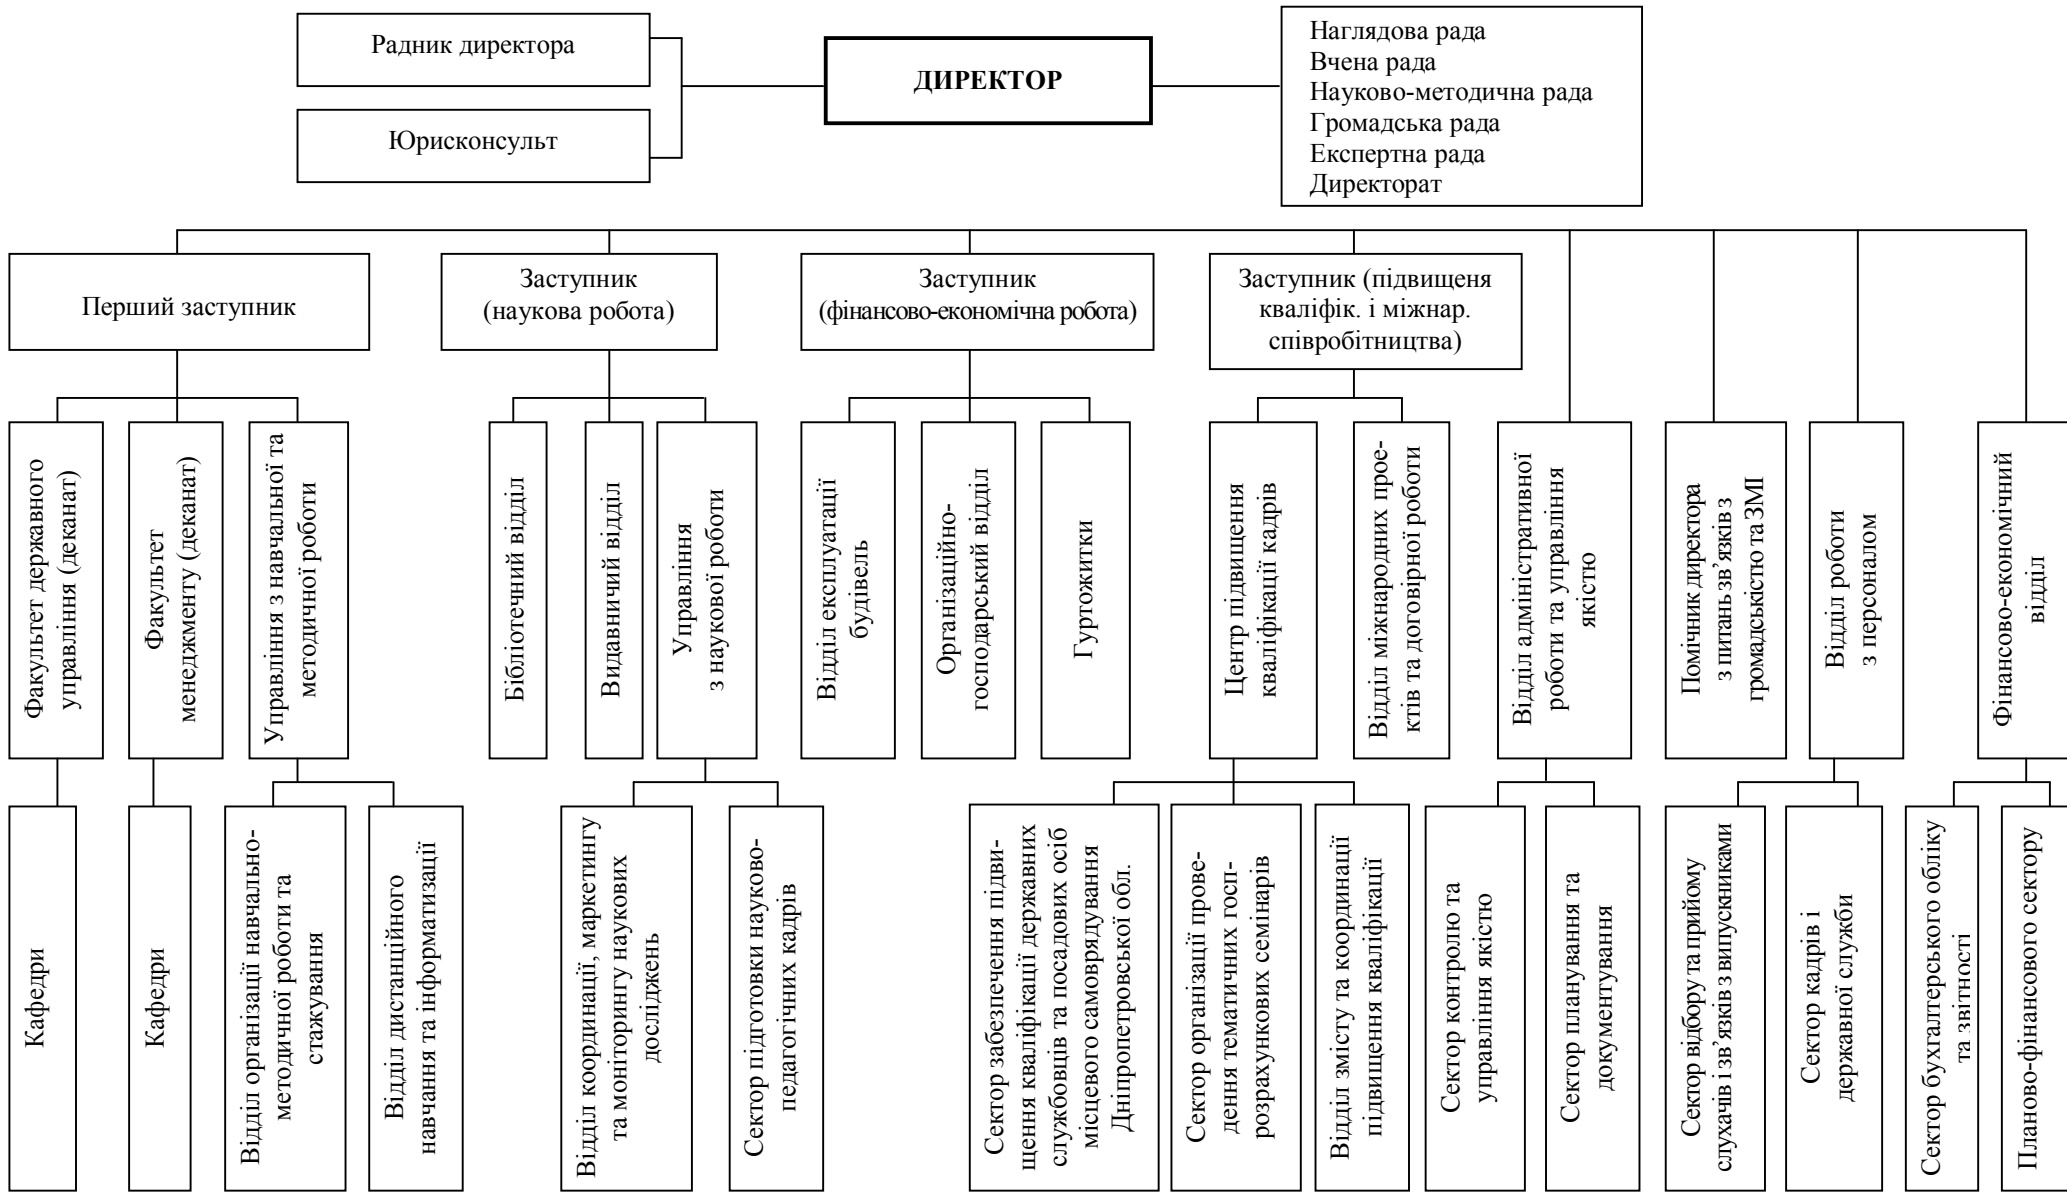 Радник директора
Юрисконсульт
ДИРЕКТОР
Наглядова рада
Вчена рада
Науково-методична рада
Громадська рада
Експертна рада
Директорат
Перший заступник
Заступник
(наукова робота)
Заступник
(фінансово-економічна робота)
Заступник (підвищеня
кваліфік. і міжнар.
співробітництва)
Факультет державного
управління (деканат)
Факультет
менеджменту (деканат)
Управління з навчальної та
методичної роботи
Бібліотечний відділ
Видавничий відділ
Управління
з наукової роботи
Відділ експлуатації
будівель
Організаційно-
господарський відділ
Гуртожитки
Центр підвищення
кваліфікації кадрів
Відділ міжнародних прое-
ктів та договірної роботи
Відділ адміністративної
роботи та управління
якістю
Помічник директора
з питань зв’язків з
громадськістю та ЗМІ
Відділ роботи
з персоналом
Фінансово-економічний
відділ
Кафедри
Кафедри
Відділ організації навчально-
методичної роботи та
стажування
Відділ дистанційного
навчання та інформатизації
Відділ координації, маркетингу
та моніторингу наукових
досліджень
Сектор підготовки науково-
педагогічних кадрів
Сектор забезпечення підви-
щення кваліфікації державних
службовців та посадових осіб
місцевого самоврядування
Дніпропетровської обл.
Сектор організації прове-
дення тематичних госп-
розрахункових семінарів
Відділ змісту та координації
підвищення кваліфікації
Сектор контролю та
управління якістю
Сектор планування та
документування
Сектор відбору та прийому
слухачів і зв’язків з випускниками
Сектор кадрів і
державної служби
Сектор бухгалтерського обліку
та звітності
Планово-фінансового сектору